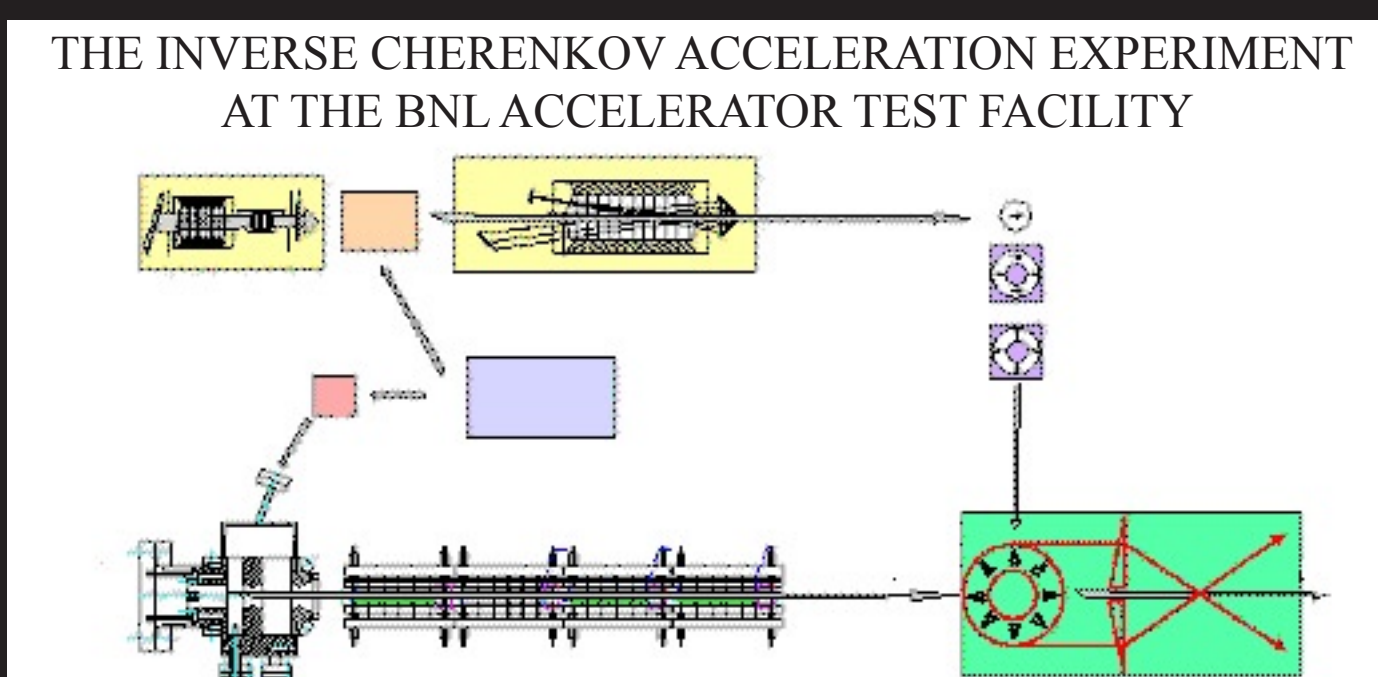 THE INVERSE CHERENKOV ACCELERATION EXPERIMENT
AT THE BNL ACCELERATOR TEST FACILITY